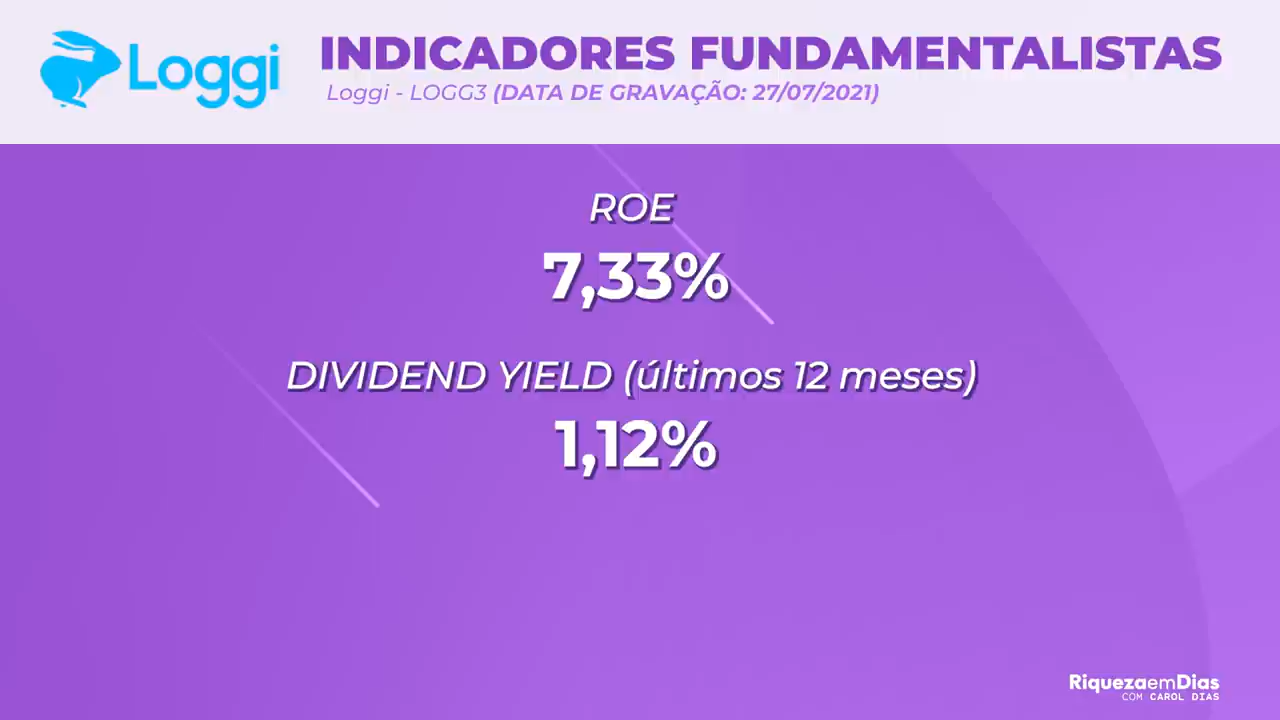 Loggi
INDICADORES FUNDAMENTALISTAS
Loggi - LOGG3 (DATA DE GRAVAÇÃO: 27/07/2021)
ROE
7,33%
DIVIDEND YIELD (últimos 12 meses)
1,12%
RiquezaemDias
COM CAROL DIAS